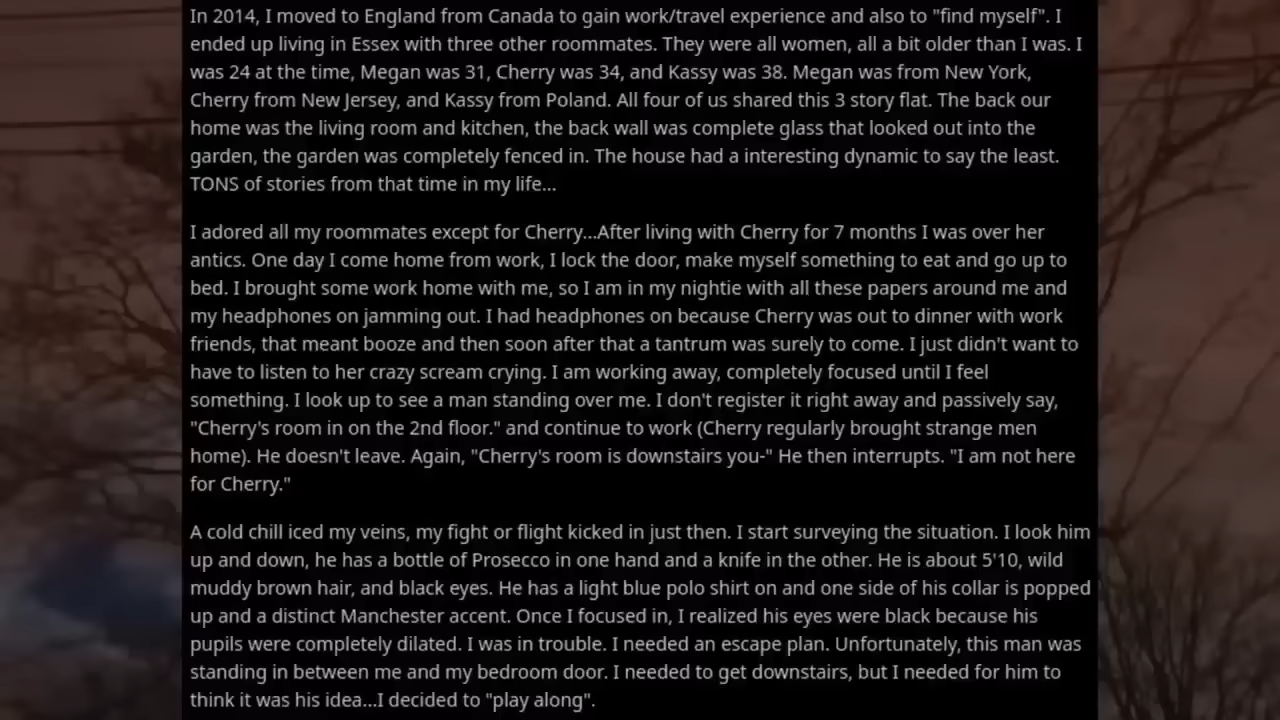 In 2014, I moved to England from Canada to gain work/travel experience and also to "find myself". I
ended up living in Essex with three other roommates. They were all women, all a bit older than I was. I
was 24 at the time, Megan was 31, Cherry was 34, and Kassy was 38. Megan was from New York,
Cherry from New Jersey, and Kassy from Poland. All four of us shared this 3 story flat. The back our
home was the living room and kitchen, the back wall was complete glass that looked out into the
garden, the garden was completely fenced in. The house had a interesting dynamic to say the least.
TONS of stories from that time in my life...
I adored all my roommates except for Cherry...After living with Cherry for 7 months I was over her
antics. One day I come home from work, I lock the door, make myself something to eat and go up to
bed. I brought some work home with me, so I am in my nightie with all these papers around me and
my headphones on jamming out. I had headphones on because Cherry was out to dinner with work
friends, that meant booze and then soon after that a tantrum was surely to come. I just didn't want to
have to listen to her crazy scream crying. I am working away, completely focused until I feel
something. I look up to see a man standing over me. I don't register it right away and passively say,
"Cherry's room in on the 2nd floor." and continue to work (Cherry regularly brought strange men
home). He doesn't leave. Again, "Cherry's room is downstairs you-" He then interrupts. "I am not here
for Cherry."
A cold chill iced my veins, my fight or flight kicked in just then. I start surveying the situation. I look him
up and down, he has a bottle of Prosecco in one hand and a knife in the other. He is about 5'10, wild
muddy brown hair, and black eyes. He has a light blue polo shirt on and one side of his collar is popped
up and a distinct Manchester accent. Once I focused in, I realized his eyes were black because his
pupils were completely dilated. I was in trouble. I needed an escape plan. Unfortunately, this man was
standing in between me and my bedroom door. I needed to get downstairs, but I needed for him to
think it was his idea...I decided to "play along".